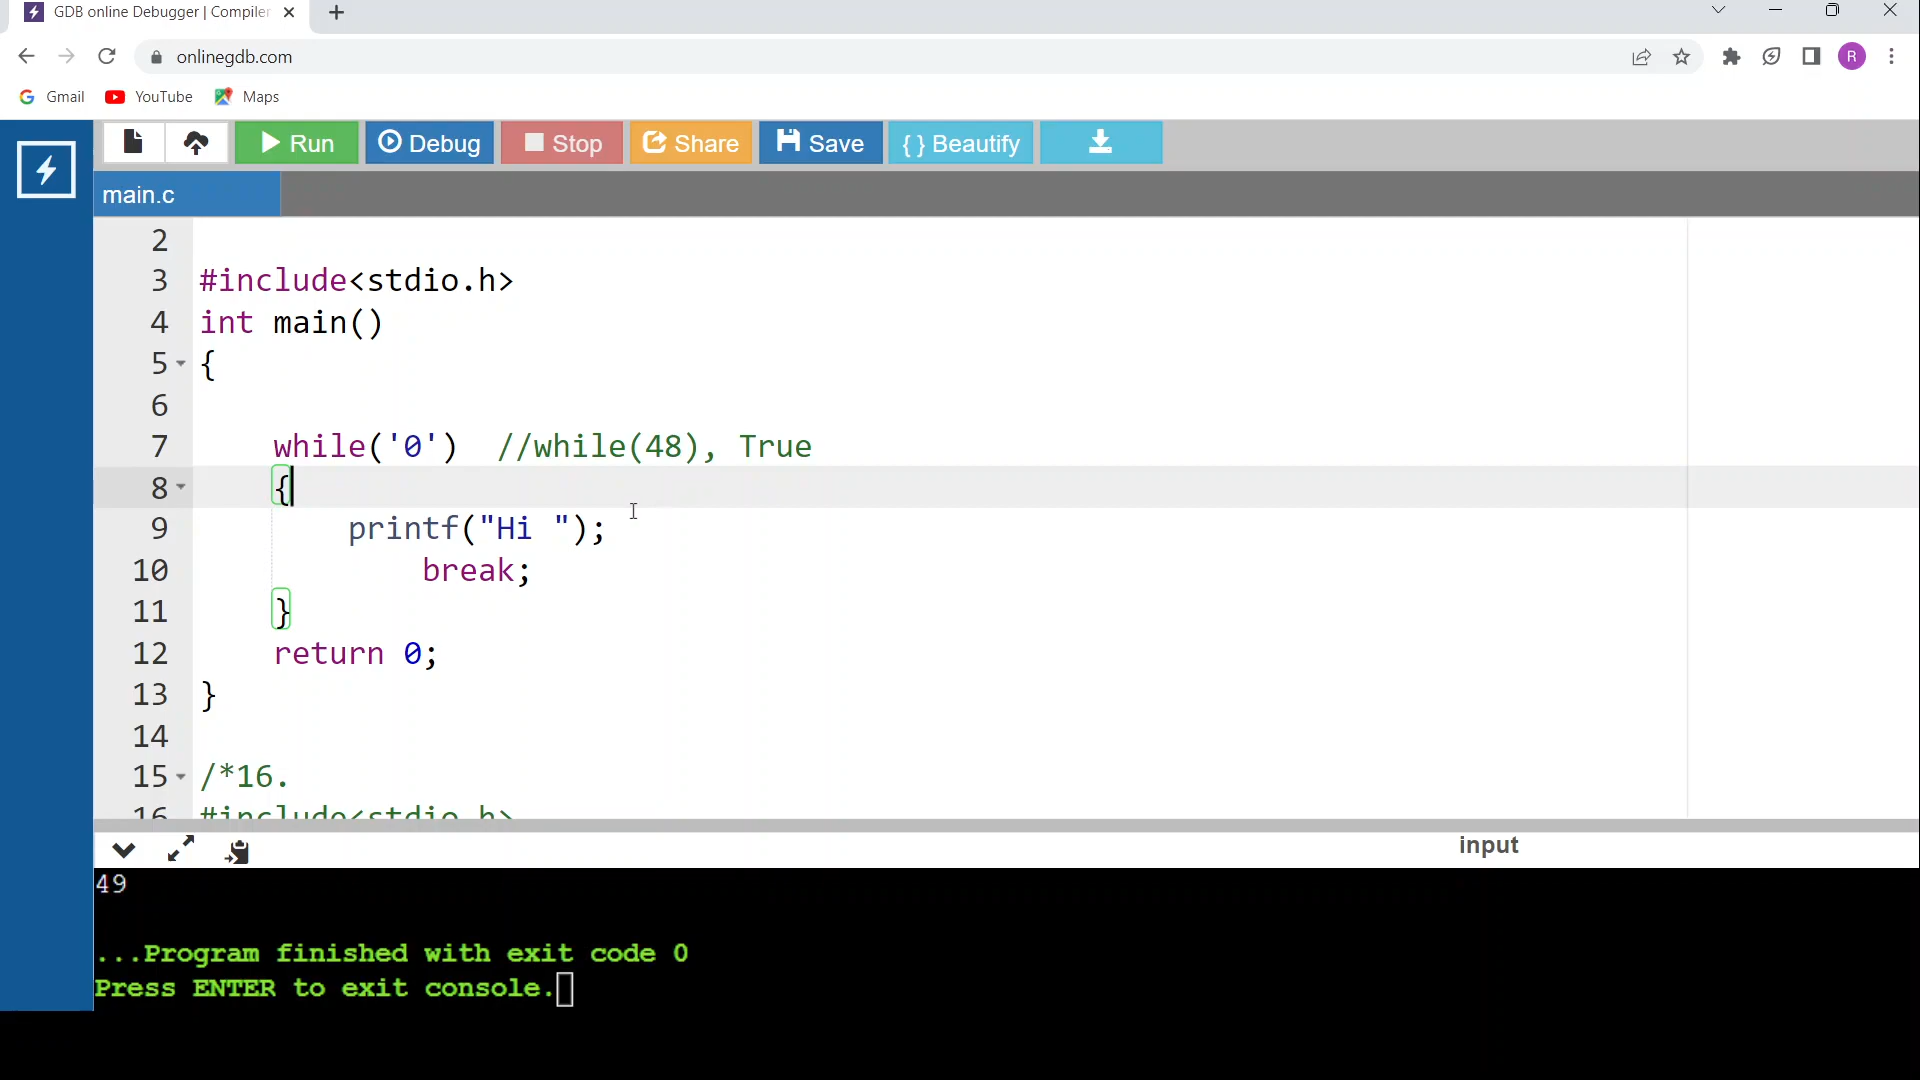 GDB online Debugger | Compiler
onlinegdb.com
R
Gmail YouTube Maps
Run Debug Stop Share Save { } Beautify
main.c
2
3 #include<stdio.h>
4 int main()
5 {
6
7 while('0') //while(48), True
8 {
9 printf("Hi ");
10 break;
11 }
12 return 0;
13 }
14
15 /*16.
16 #include<stdio.h>
input
49
...Program finished with exit code 0
Press ENTER to exit console.